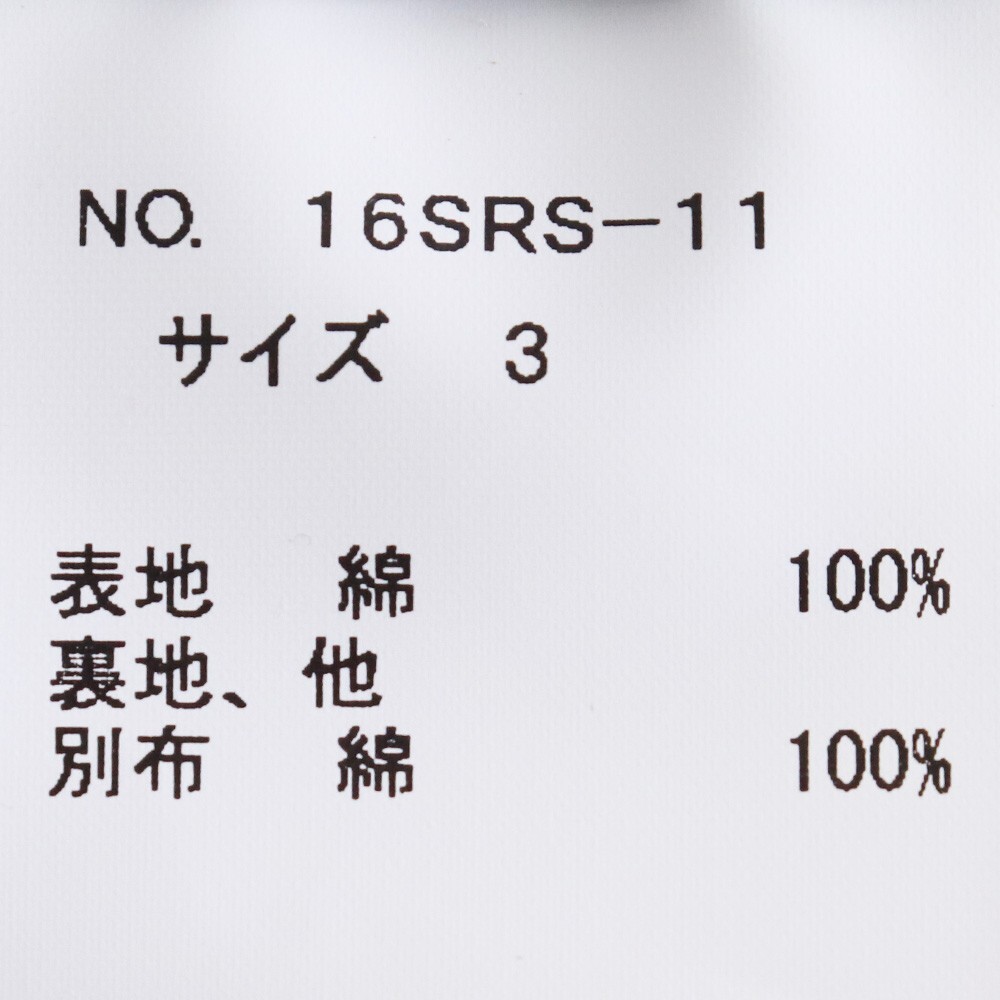 NO. 16SRS-11
サイズ 3
表地 綿 100%
裏地、他
別布 綿 100%